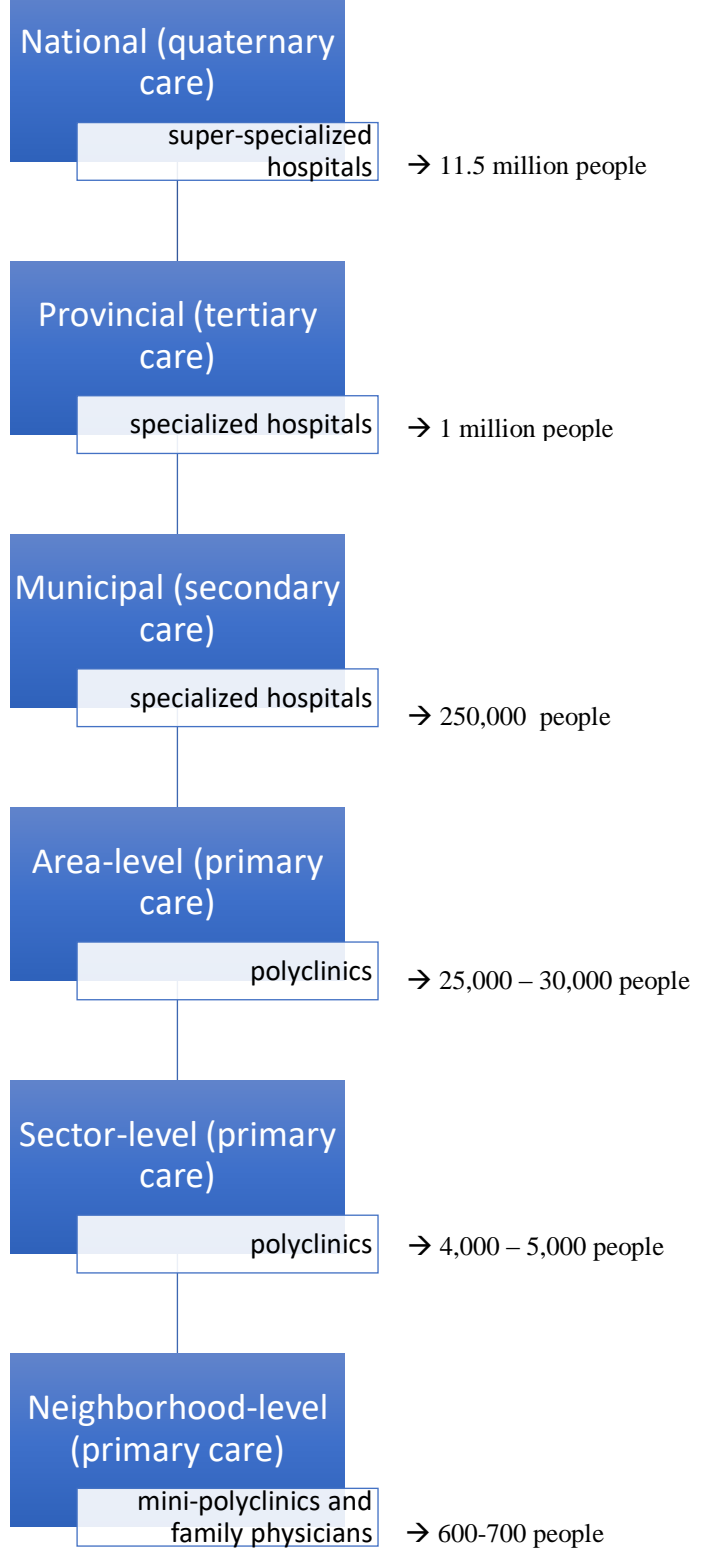 National (quaternary
care)
super-specialized
hospitals
→ 11.5 million people
Provincial (tertiary
care)
specialized hospitals
→ 1 million people
Municipal (secondary
care)
specialized hospitals
→ 250,000  people
Area-level (primary
care)
polyclinics
→ 25,000 – 30,000 people
Sector-level (primary
care)
polyclinics
→ 4,000 – 5,000 people
Neighborhood-level
(primary care)
mini-polyclinics and
family physicians
→ 600-700 people